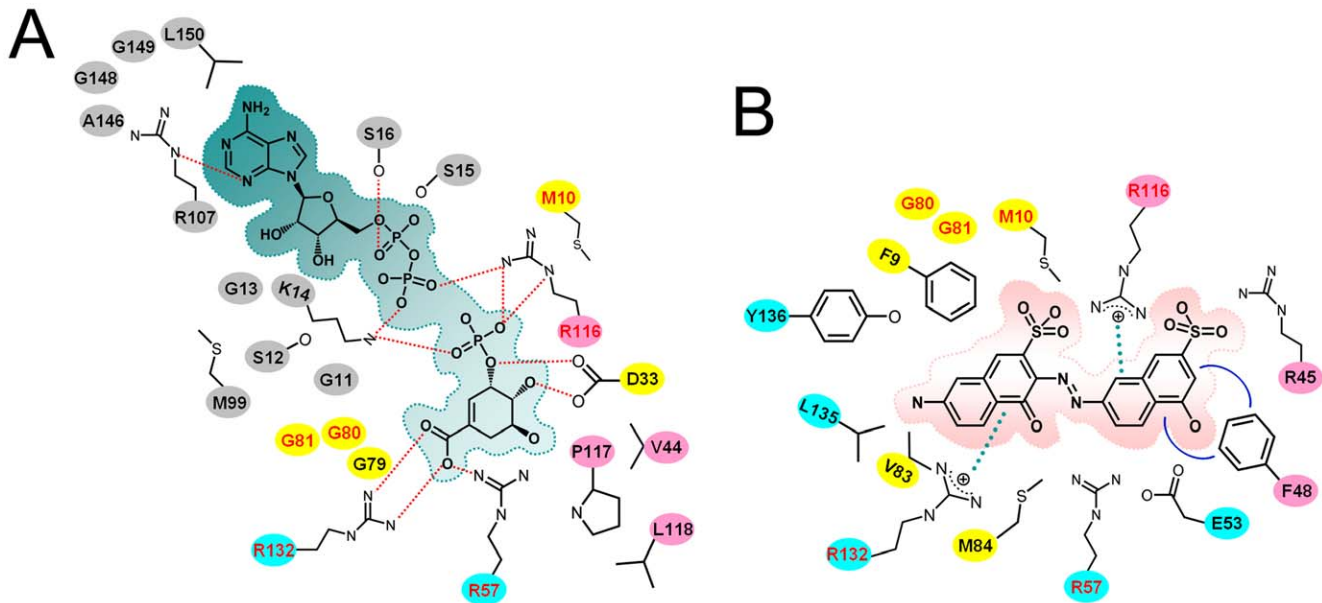 A
G149
L150
G148
A146
NH2
N
N
N
N
N
N
N
R107
O
HO
OH
S16
O
S15
O
O
P
O
O
O
O
P
O
O
M10
S
N
N
N
R116
G13
K14
N
S12
O
G11
S
M99
O
P
O
O
O
O
O
D33
O
O
O
O
O
G81
G80
G79
N
N
N
R132
N
N
N
R57
P117
N
V44
L118
B
G80
G81
M10
S
F9
R116
Y136
O
N
N
N
N
N
N
R45
O
O
S
O
O
O
S
O
N
O
N
N
O
L135
V83
N
N
N
R132
S
M84
N
N
N
R57
O
O
E53
F48